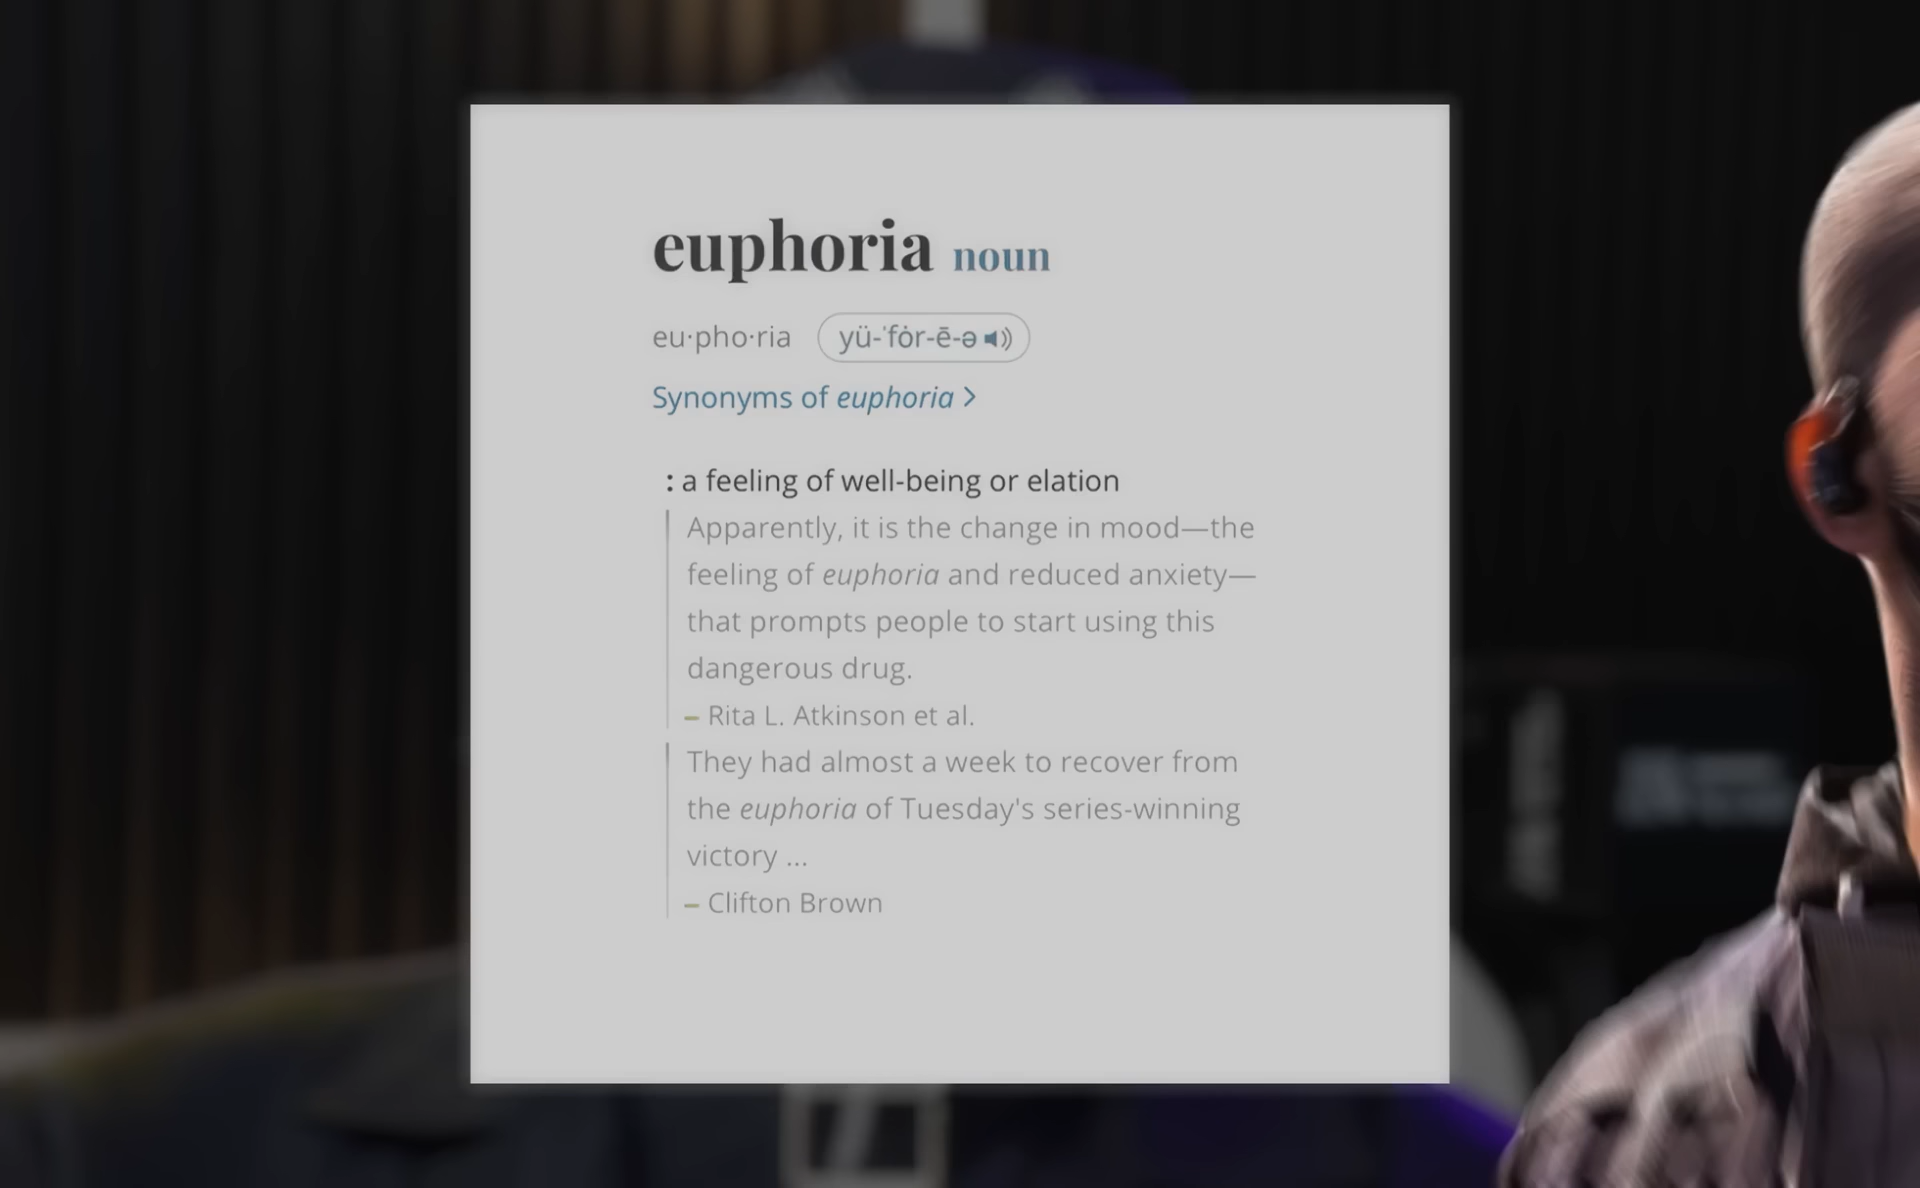 euphoria noun
eu·pho·ria yü-ˈfȯr-ē-ə
Synonyms of euphoria >
: a feeling of well-being or elation
Apparently, it is the change in mood—the
feeling of euphoria and reduced anxiety—
that prompts people to start using this
dangerous drug.
– Rita L. Atkinson et al.
They had almost a week to recover from
the euphoria of Tuesday's series-winning
victory ...
– Clifton Brown